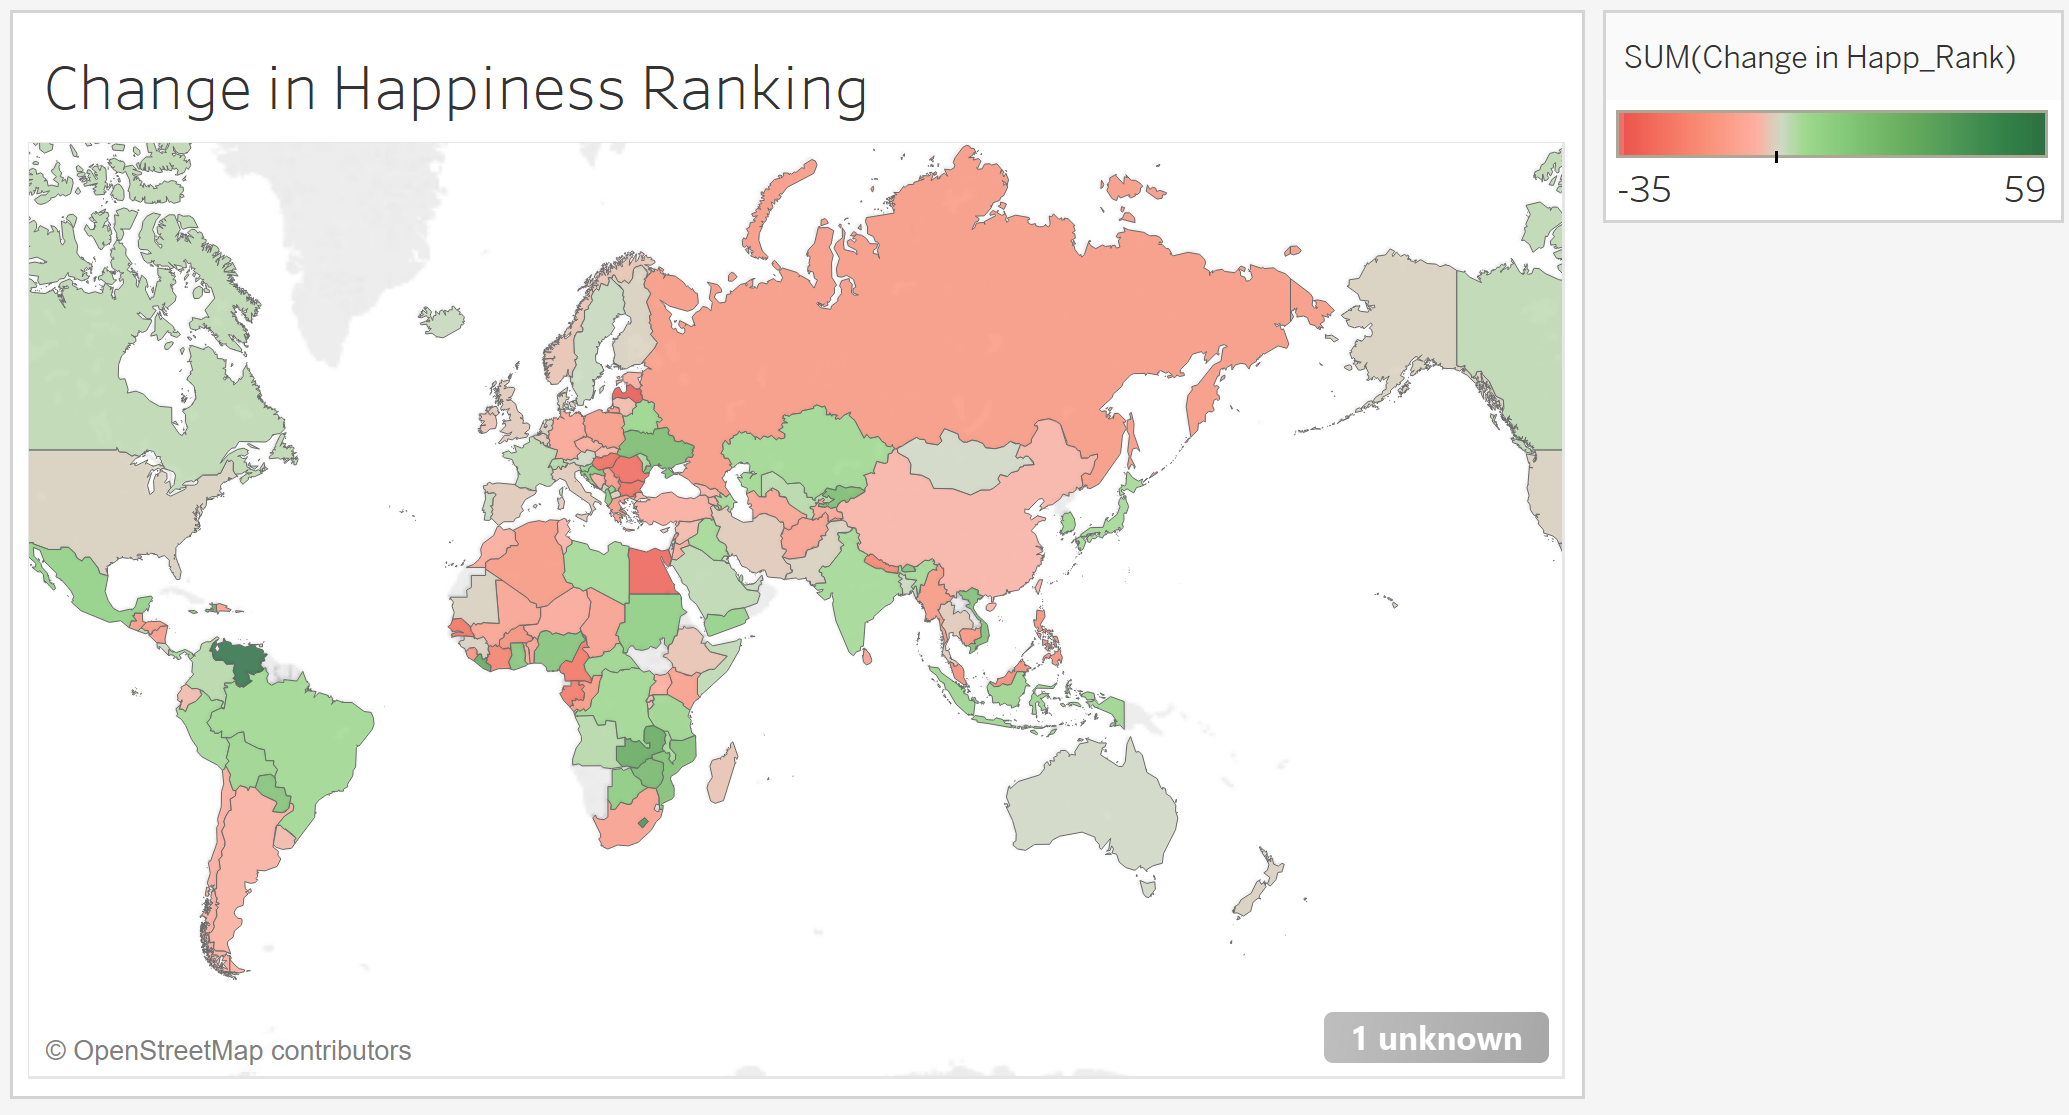 Change in Happiness Ranking
SUM(Change in Happ_Rank)
-35 59
© OpenStreetMap contributors
1 unknown